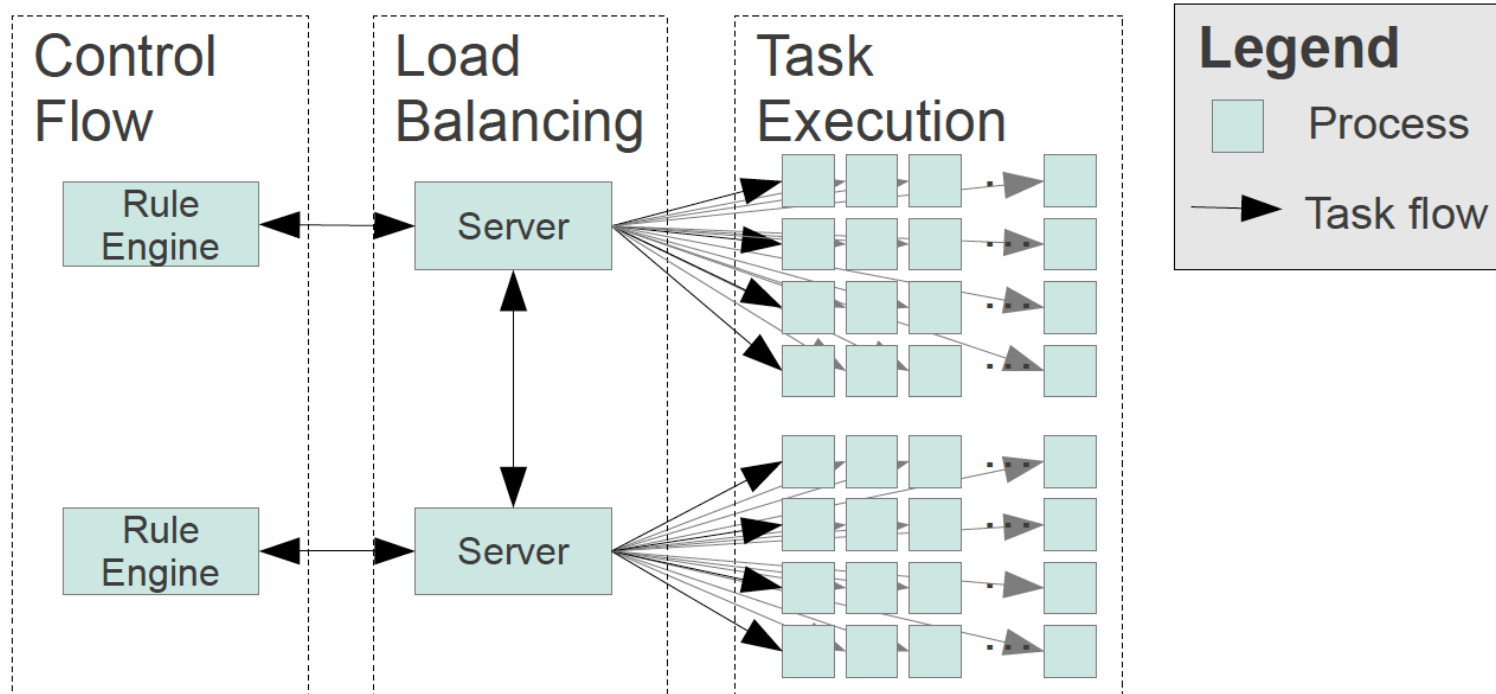 Control
Flow
Load
Balancing
Task
Execution
Legend
Process
Task flow
Rule
Engine
Server
...
...
...
...
Rule
Engine
Server
...
...
...
...